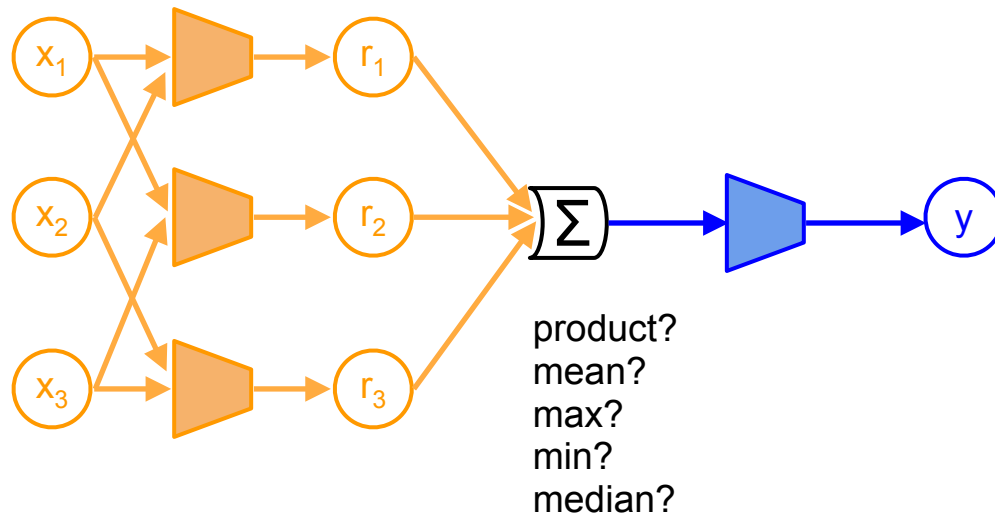 x₁
r₁
x₂
r₂
Σ
y
x₃
r₃
product?
mean?
max?
min?
median?